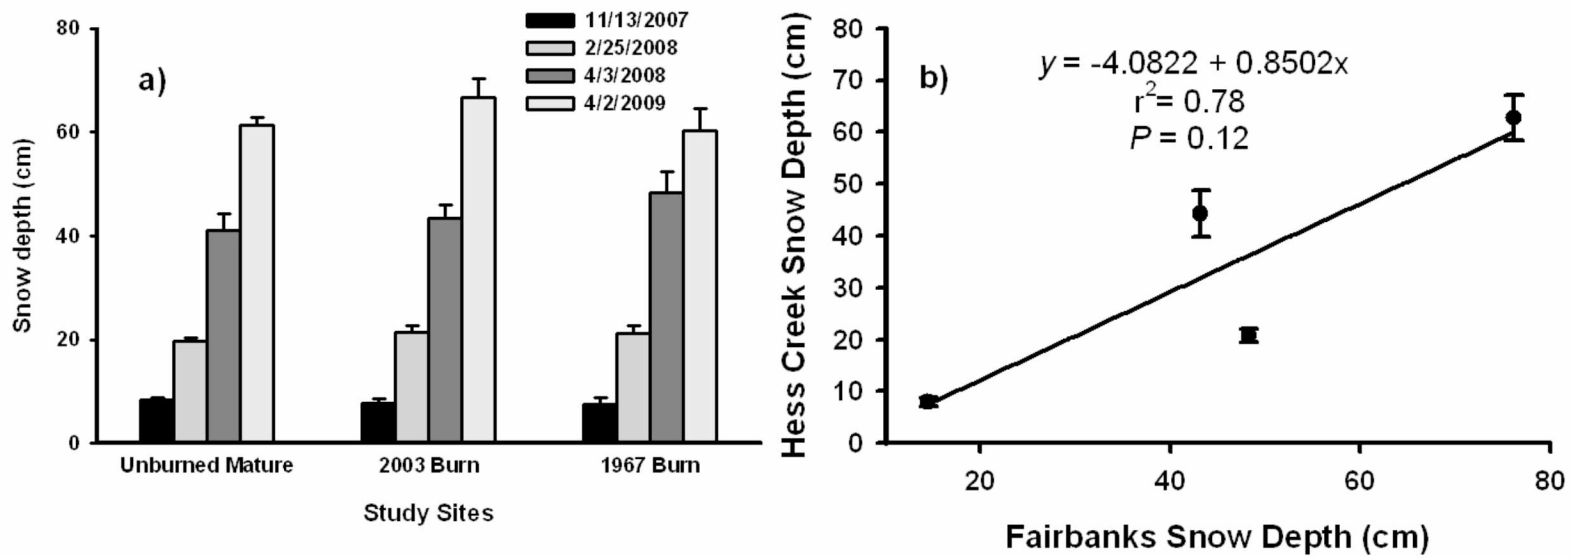 a)
11/13/2007
2/25/2008
4/3/2008
4/2/2009
Snow depth (cm)
80
60
40
20
0
Unburned Mature 2003 Burn 1967 Burn
Study Sites
b)
y = -4.0822 + 0.8502x
r²= 0.78
P = 0.12
Hess Creek Snow Depth (cm)
80
70
60
50
40
30
20
10
0
20 40 60 80
Fairbanks Snow Depth (cm)